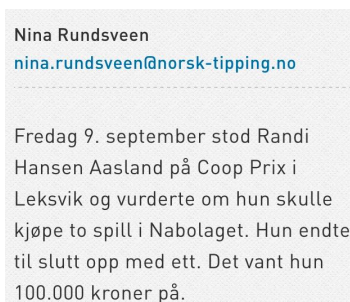 Nina Rundsveen
nina.rundsveen@norsk-tipping.no
Fredag 9. september stod Randi
Hansen Aasland på Coop Prix i
Leksvik og vurderte om hun skulle
kjøpe to spill i Nabolaget. Hun endte
til slutt opp med ett. Det vant hun
100.000 kroner på.